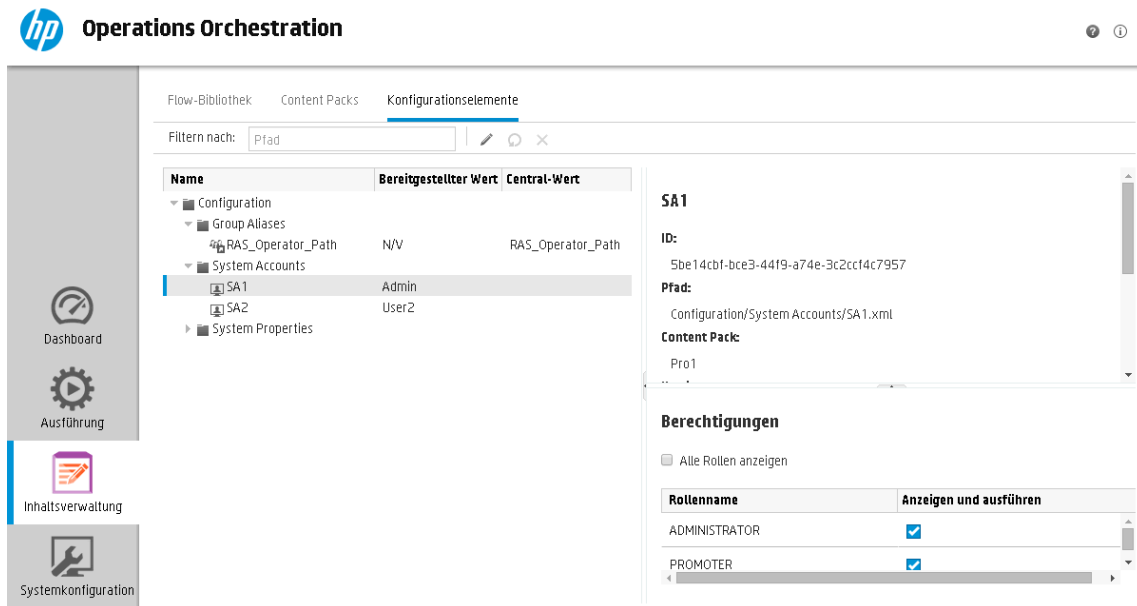 hp Operations Orchestration
Flow-Bibliothek Content Packs Konfigurationselemente
Filtern nach: Pfad
Name Bereitgestellter Wert Central-Wert
Configuration
Group Aliases
RAS_Operator_Path N/V RAS_Operator_Path
System Accounts
SA1 Admin
SA2 User2
System Properties
Dashboard
Ausführung
Inhaltsverwaltung
Systemkonfiguration
SA1
ID:
5be14cbf-bce3-44f9-a74e-3c2ccf4c7957
Pfad:
Configuration/System Accounts/SA1.xml
Content Pack:
Pro1
Berechtigungen
Alle Rollen anzeigen
Rollenname Anzeigen und ausführen
ADMINISTRATOR
PROMOTER